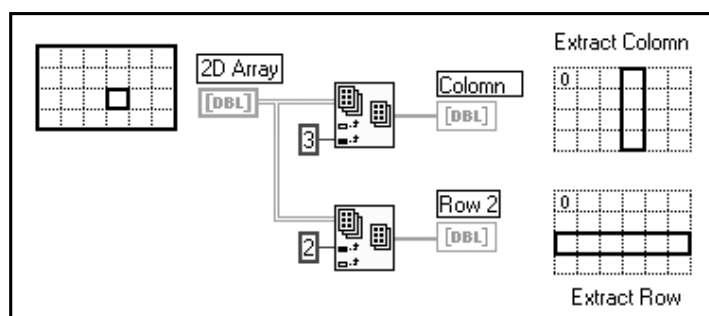 Extract Colomn
2D Array
[DBL]
3
Colomn
[DBL]
0
2
Row 2
[DBL]
0
Extract Row